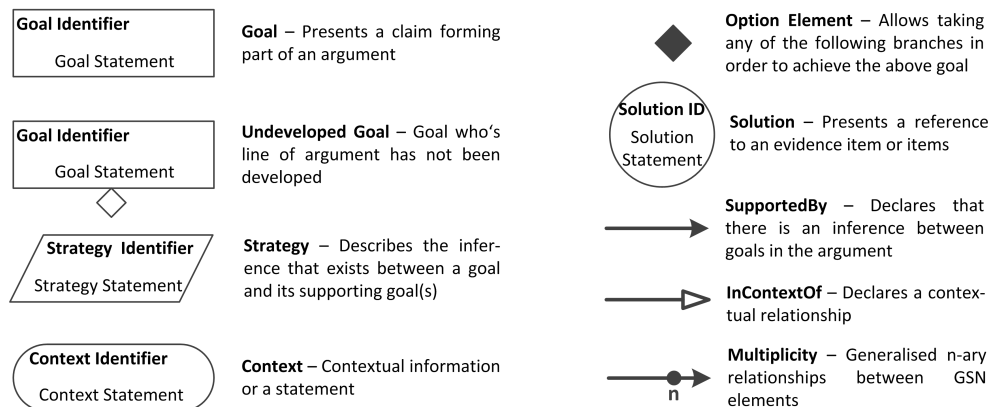 Goal Identifier
Goal Statement
Goal – Presents a claim forming
part of an argument
Goal Identifier
Goal Statement
Undeveloped Goal – Goal who‘s
line of argument has not been
developed
Strategy Identifier
Strategy Statement
Strategy – Describes the infer-
ence that exists between a goal
and its supporting goal(s)
Context Identifier
Context Statement
Context – Contextual information
or a statement
Option Element – Allows taking
any of the following branches in
order to achieve the above goal
Solution ID
Solution
Statement
Solution – Presents a reference
to an evidence item or items
SupportedBy – Declares that
there is an inference between
goals in the argument
InContextOf – Declares a contex-
tual relationship
n
Multiplicity – Generalised n-ary
relationships between GSN
elements